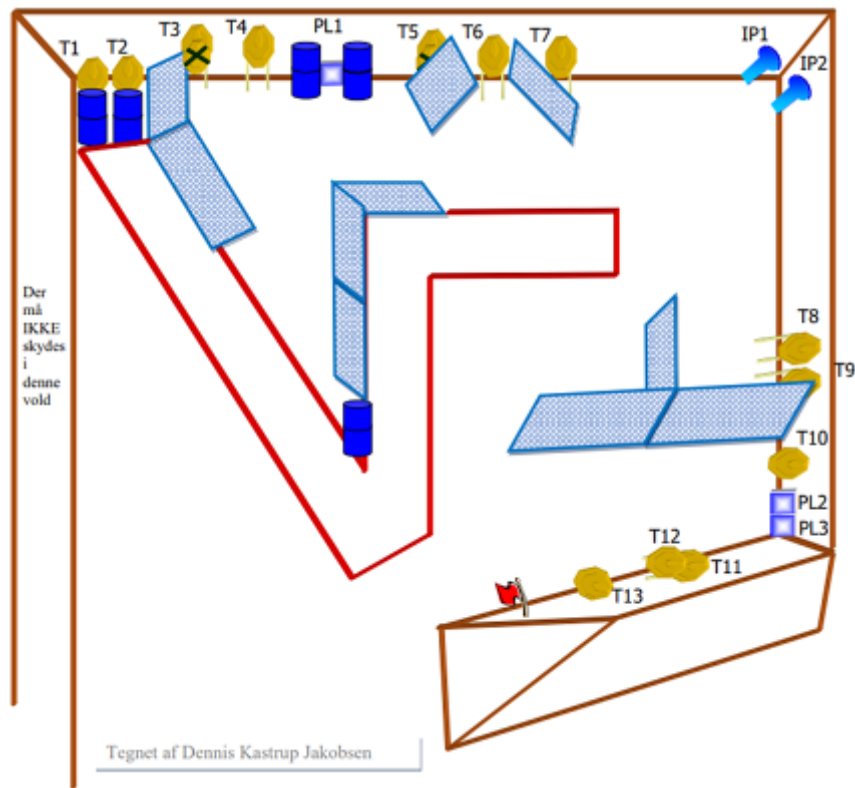 T1
T2
T3
T4
PL1
T5
T6
T7
IP1
IP2
Der
må
IKKE
skydes
i
denne
vold
T8
T9
T10
PL2
PL3
T12
T11
T13
Tegnet af Dennis Kastrup Jakobsen